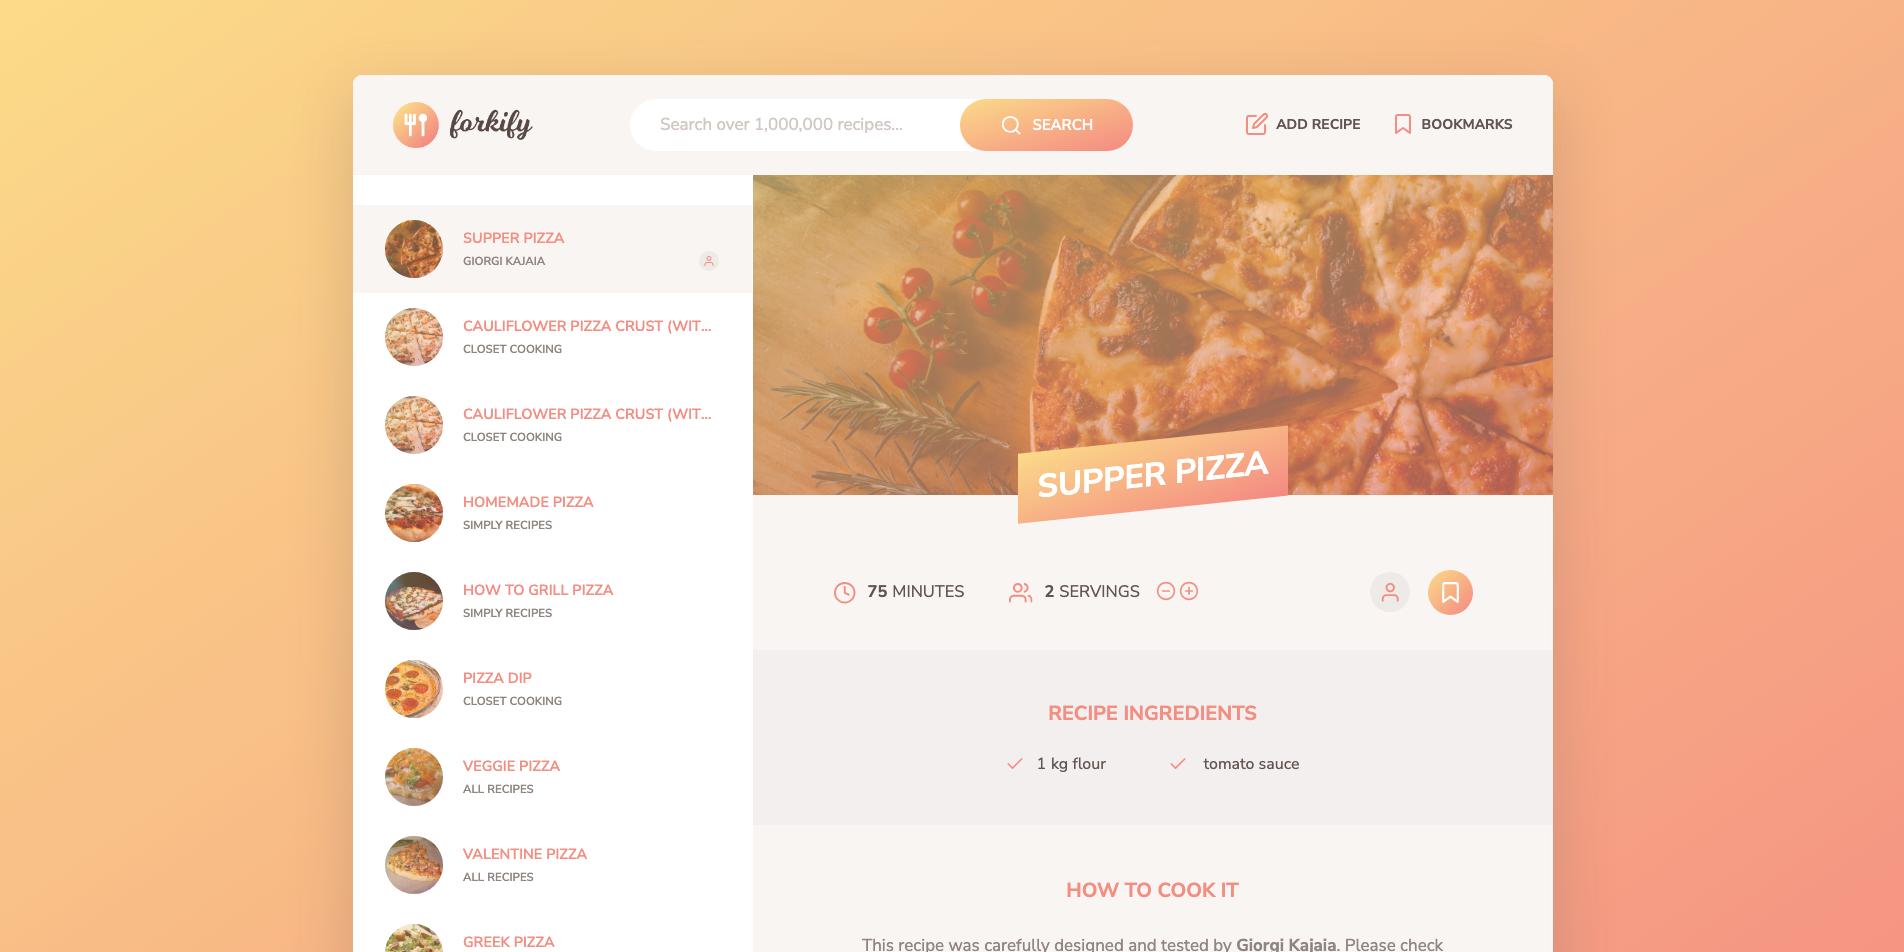 forkify
Search over 1,000,000 recipes...
SEARCH
ADD RECIPE
BOOKMARKS
SUPPER PIZZA
GIORGI KAJAIA
CAULIFLOWER PIZZA CRUST (WIT...
CLOSET COOKING
CAULIFLOWER PIZZA CRUST (WIT...
CLOSET COOKING
HOMEMADE PIZZA
SIMPLY RECIPES
HOW TO GRILL PIZZA
SIMPLY RECIPES
PIZZA DIP
CLOSET COOKING
VEGGIE PIZZA
ALL RECIPES
VALENTINE PIZZA
ALL RECIPES
GREEK PIZZA
SUPPER PIZZA
75 MINUTES
2 SERVINGS
RECIPE INGREDIENTS
1 kg flour
tomato sauce
HOW TO COOK IT
This recipe was carefully designed and tested by Giorgi Kajaia. Please check